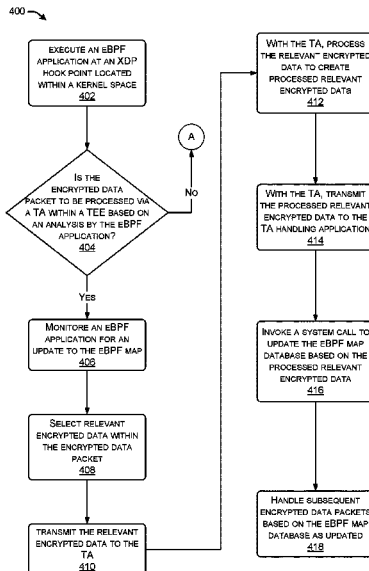 400
EXECUTE AN eBPF
APPLICATION AT AN XDP
HOOK POINT LOCATED
WITHIN A KERNEL SPACE
402
IS THE
ENCRYPTED DATA
PACKET TO BE PROCESSED VIA
A TA WITHIN A TEE BASED ON
AN ANALYSIS BY THE eBPF
APPLICATION?
404
A
NO
YES
MONITORE AN eBPF
APPLICATION FOR AN
UPDATE TO THE eBPF MAP
406
SELECT RELEVANT
ENCRYPTED DATA WITHIN
THE ENCRYPTED DATA
PACKET
408
TRANSMIT THE RELEVANT
ENCRYPTED DATA TO THE
TA
410
WITH THE TA, PROCESS
THE RELEVANT ENCRYPTED
DATA TO CREATE
PROCESSED RELEVANT
ENCRYPTED DATa
412
WITH THE TA, TRANSMIT
THE PROCESSED RELEVANT
ENCRYPTED DATA TO THE
TA HANDLING APPLICATION
414
INVOKE A SYSTEM CALL TO
UPDATE THE eBPF MAP
DATABASE BASED ON THE
PROCESSED RELEVANT
ENCRYPTED DATA
416
HANDLE SUBSEQUENT
ENCRYPTED DATA PACKETS
BASED ON THE eBPF MAP
DATABASE AS UPDATED
418